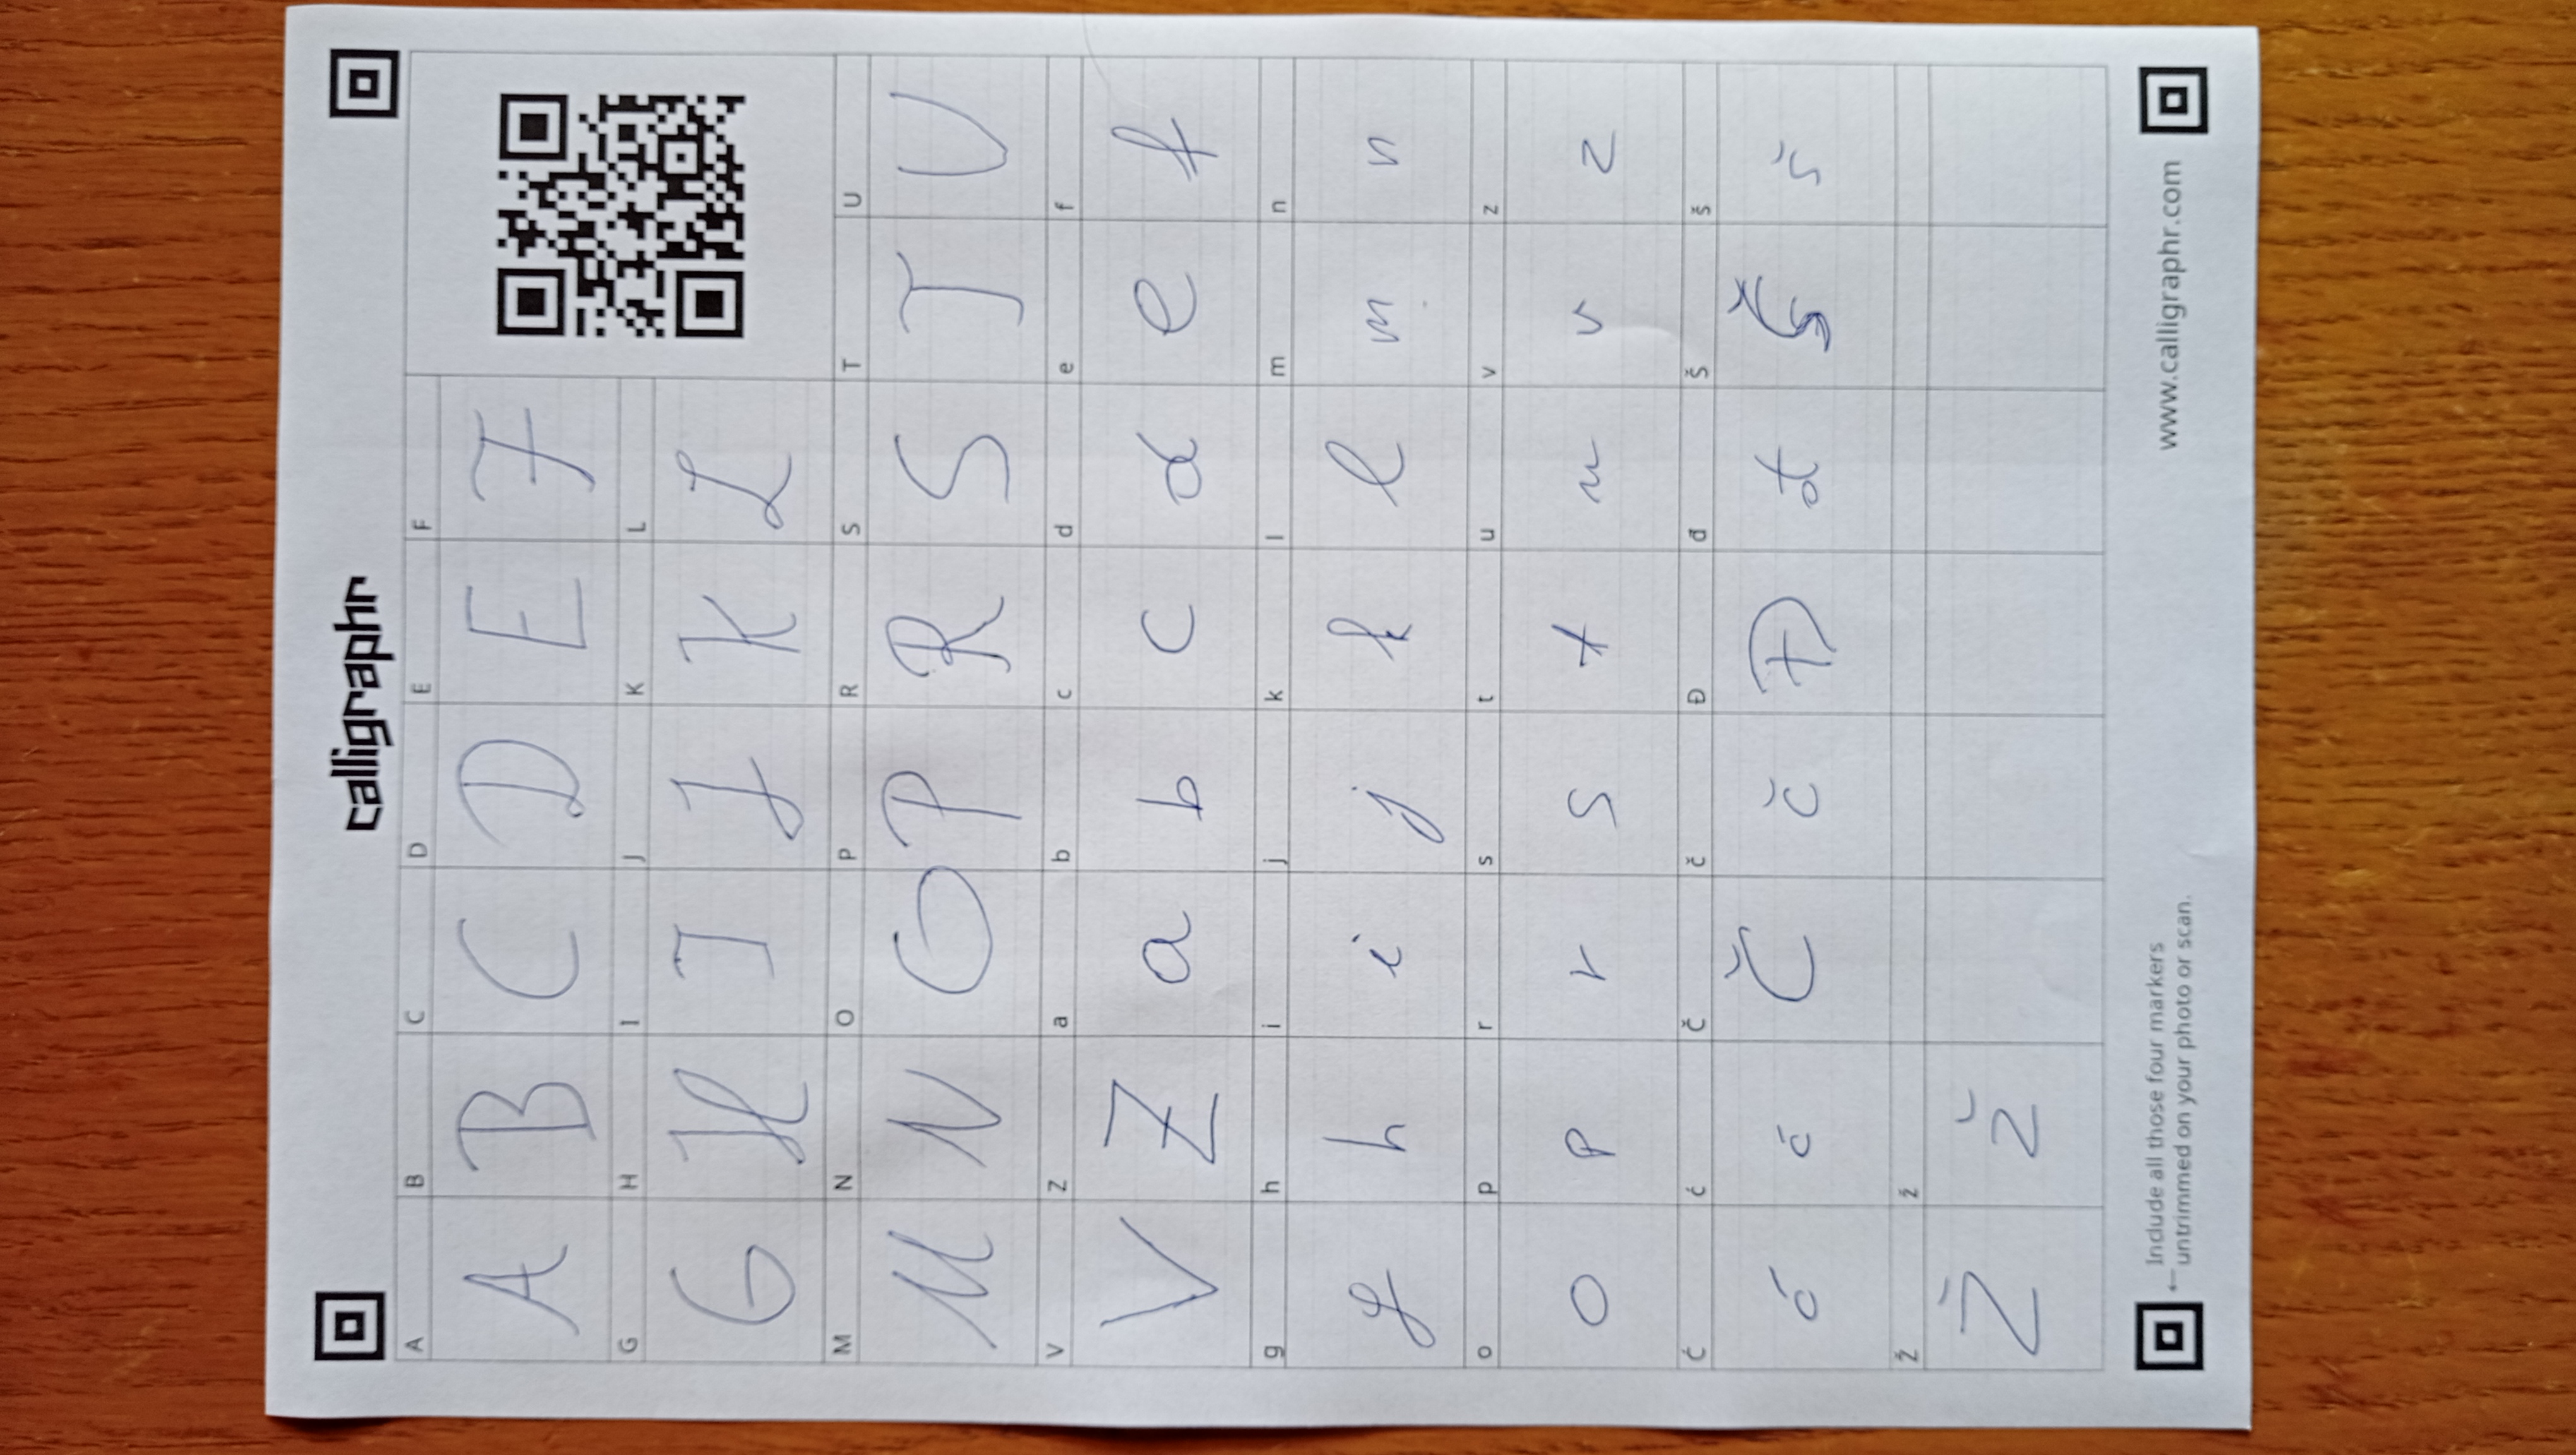 calligraphr
A B C D E F
A B C D E F
G H I J K L
G H I J K L
M N O P R S T U
M N O P R S T U
V Z a b c d e f
V Z a b c d e f
g h i j k l m n
g h i j k l m n
o p r s t u v z
o p r s t u v z
Ć ć Č č Đ đ Š š
ć ć Č č Đ đ Š š
Ž ž
Ž ž
←Include all those four markers
untrimmed on your photo or scan.
www.calligraphr.com